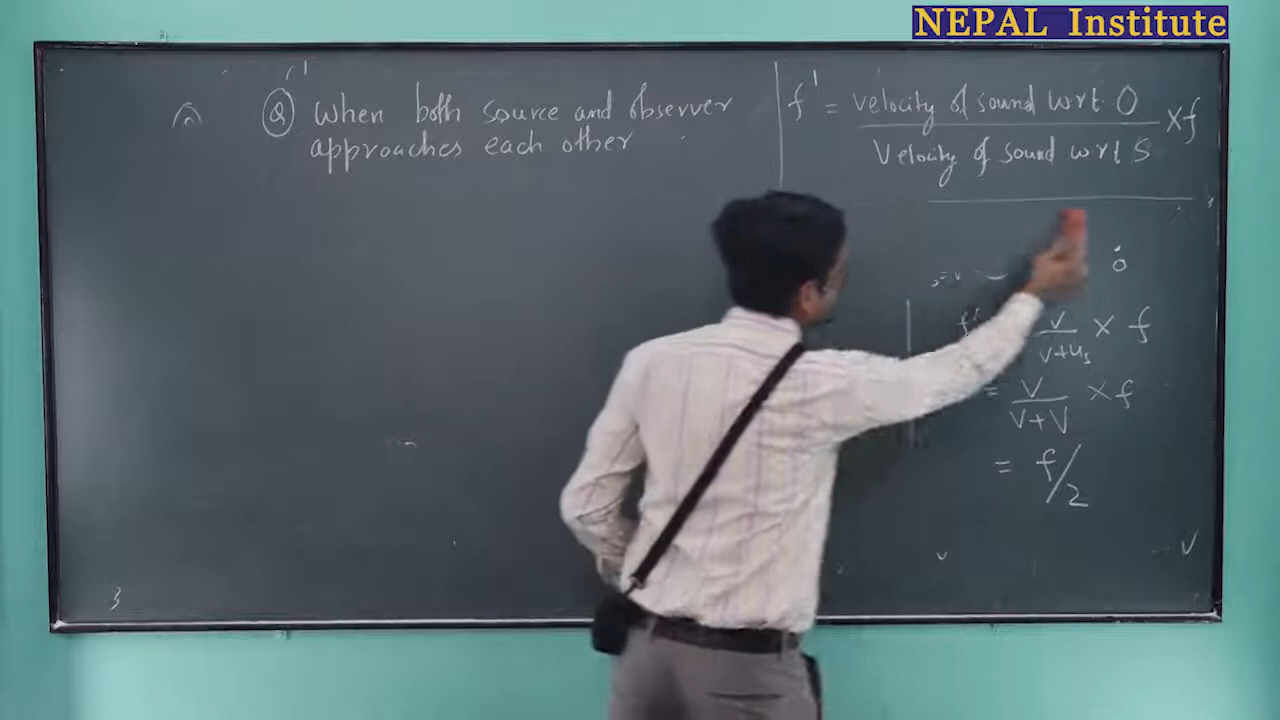 NEPAL Institute
Q When both source and observer
approaches each other
f' = velocity of sound w r t. O / Velocity of sound w r t S × f
O
f' v/v+us × f
= v/v+v × f
= f/2